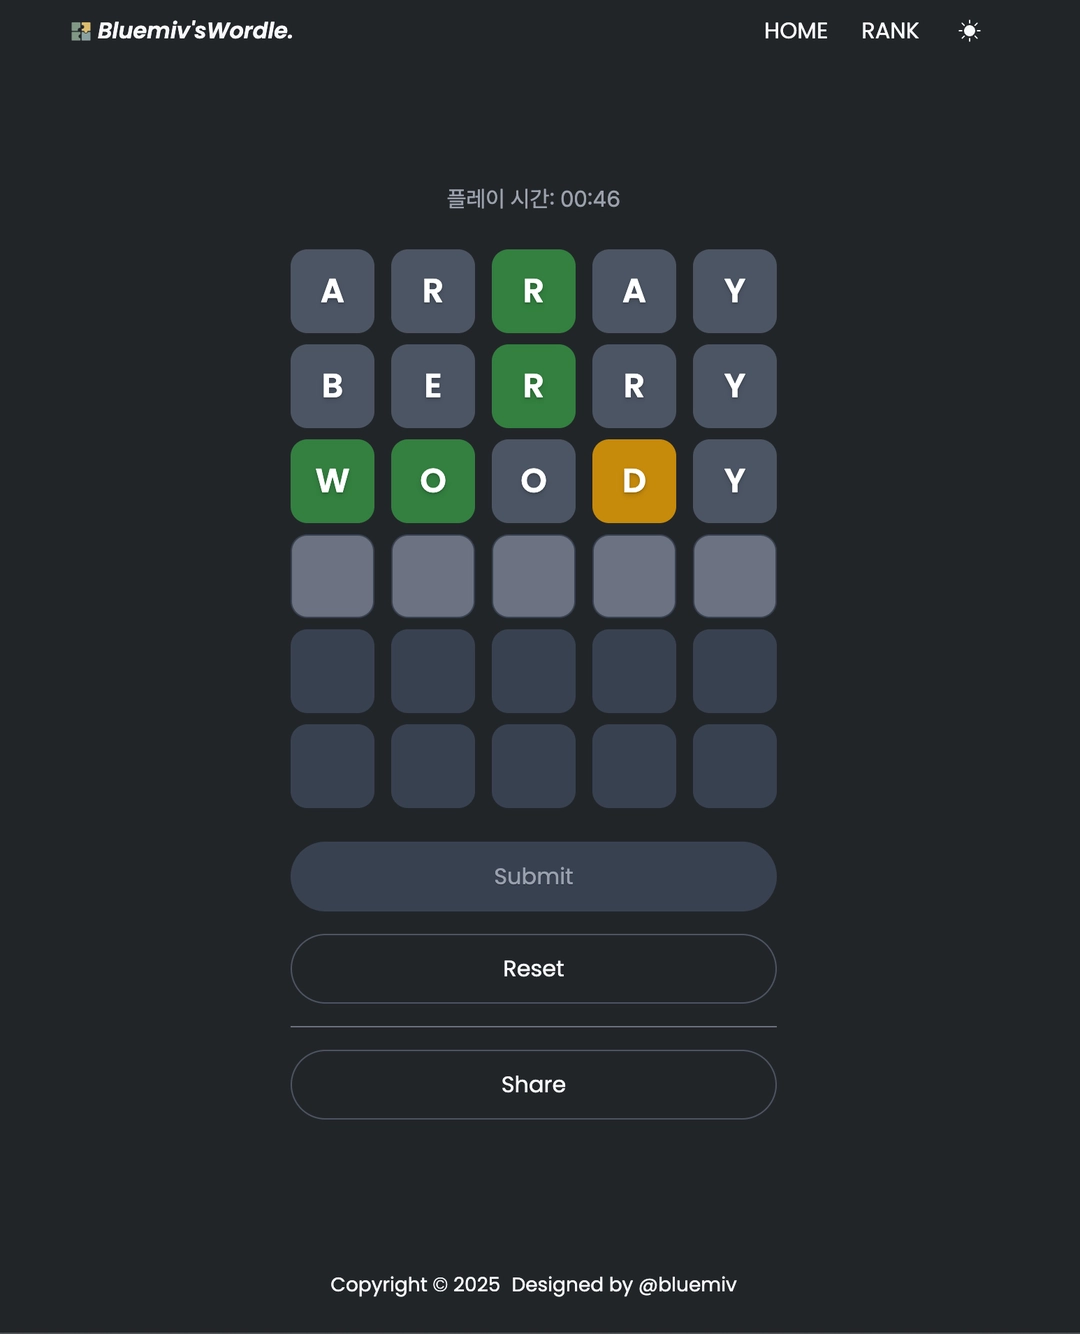 Bluemiv'sWordle.
HOME RANK
플레이 시간: 00:46
A R R A Y
B E R R Y
W O O D Y
Submit
Reset
Share
Copyright © 2025 Designed by @bluemiv